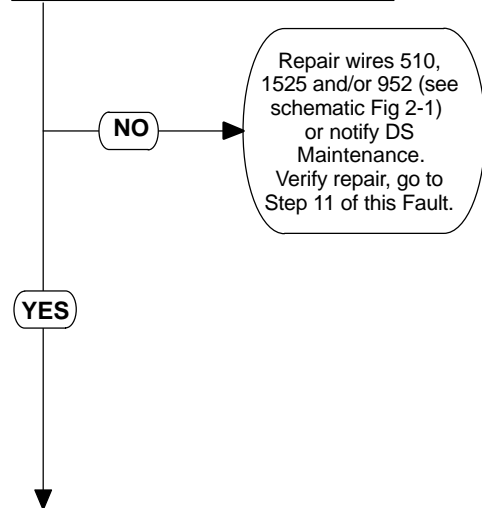 Repair wires 510,
1525 and/or 952 (see
schematic Fig 2-1)
or notify DS
Maintenance.
Verify repair, go to
Step 11 of this Fault.
NO
YES